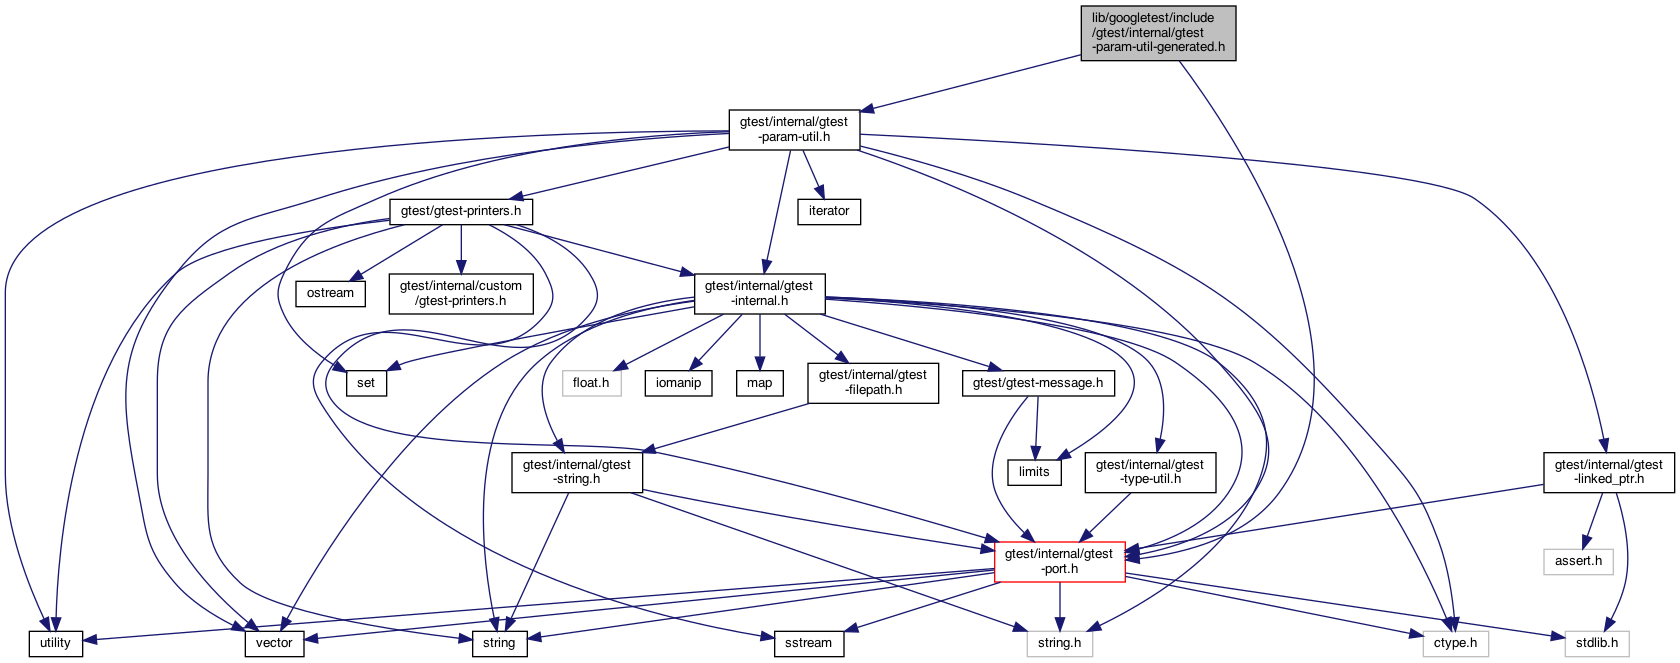 lib/googletest/include
/gtest/internal/gtest
-param-util-generated.h
gtest/internal/gtest
-param-util.h
gtest/gtest-printers.h
iterator
ostream
gtest/internal/custom
/gtest-printers.h
gtest/internal/gtest
-internal.h
set
float.h
iomanip
map
gtest/internal/gtest
-filepath.h
gtest/gtest-message.h
gtest/internal/gtest
-string.h
limits
gtest/internal/gtest
-type-util.h
gtest/internal/gtest
-linked_ptr.h
gtest/internal/gtest
-port.h
assert.h
utility
vector
string
sstream
string.h
ctype.h
stdlib.h